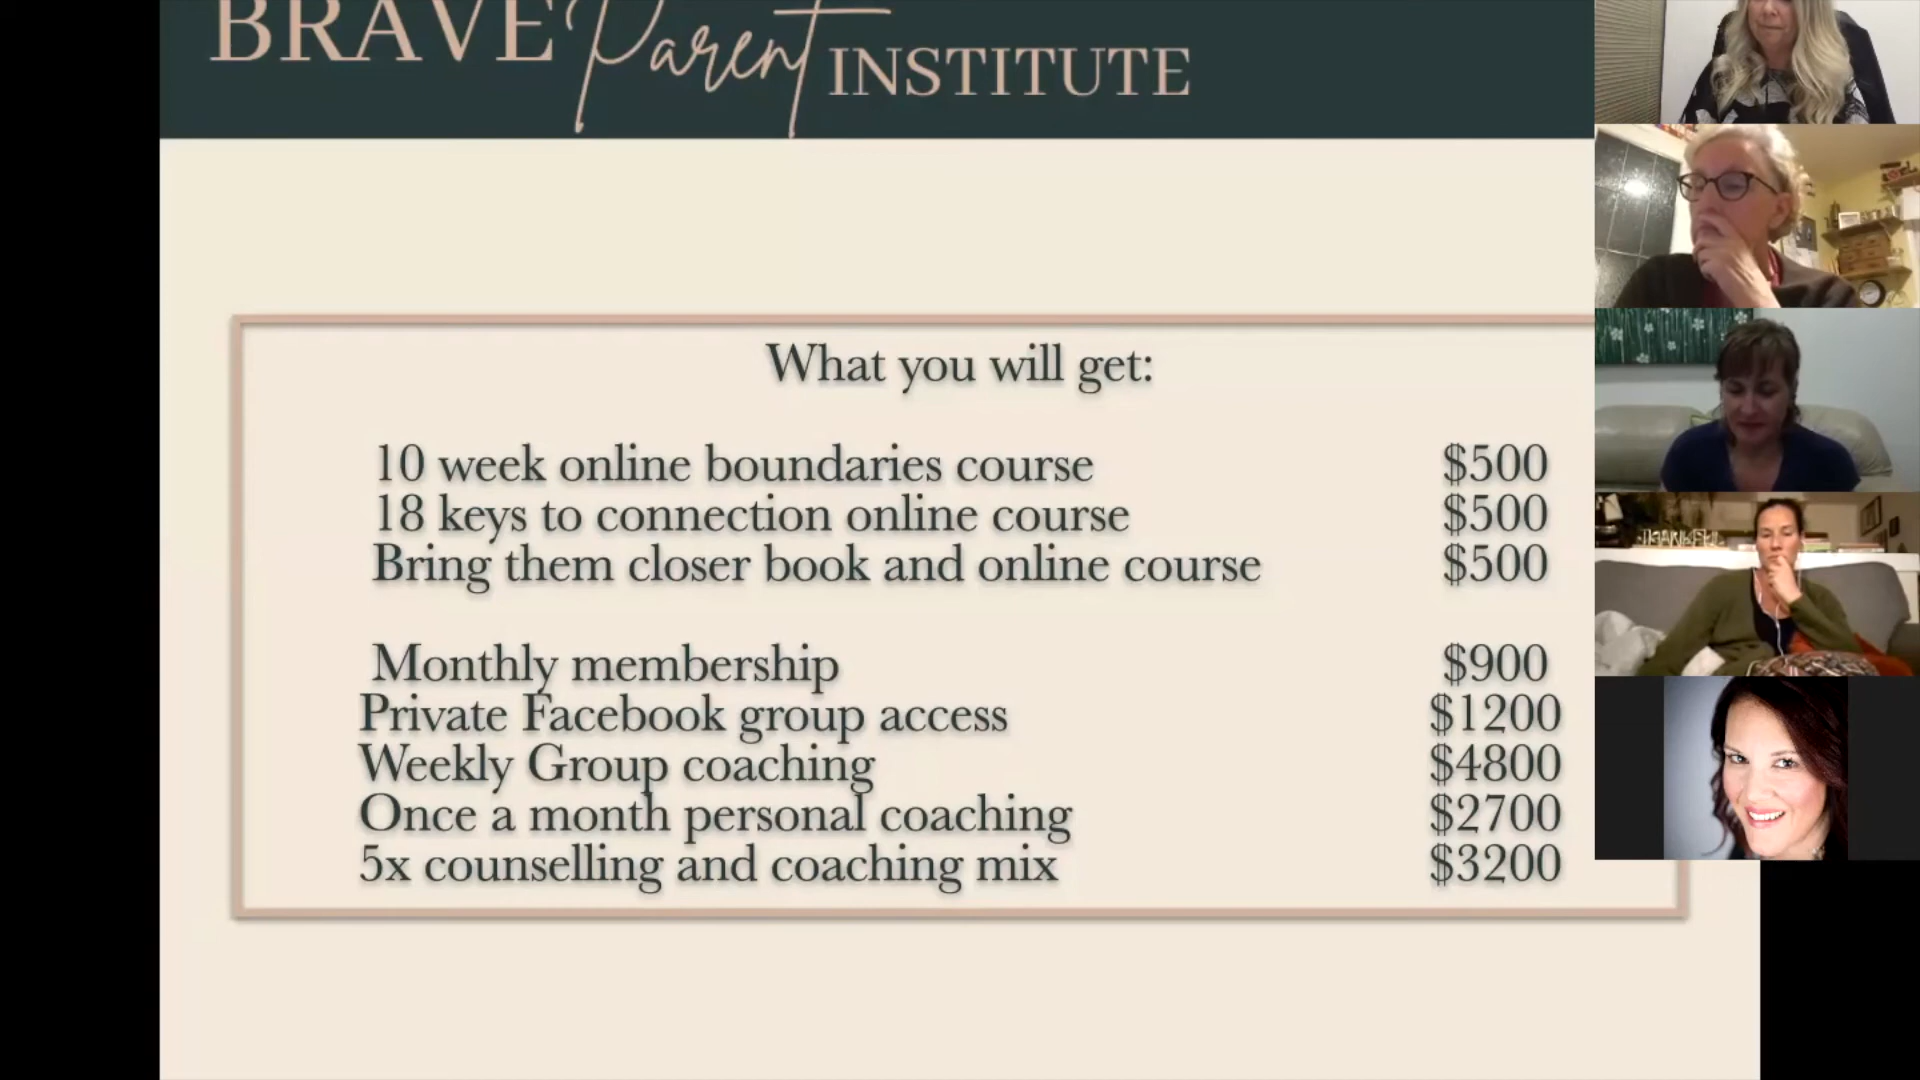 BRAVE Parent INSTITUTE
What you will get:
10 week online boundaries course $500
18 keys to connection online course $500
Bring them closer book and online course $500
Monthly membership $900
Private Facebook group access $1200
Weekly Group coaching $4800
Once a month personal coaching $2700
5x counselling and coaching mix $3200
THANKFUL